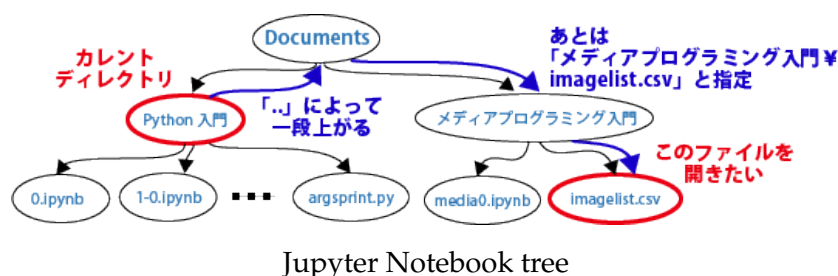 Documents
カレント
ディレクトリ
あとは
「メディアプログラミング入門¥
imagelist.csv」と指定
「..」によって
一段上がる
Python 入門
メディアプログラミング入門
このファイルを
開きたい
0.ipynb
1-0.ipynb
argsprint.py
media0.ipynb
imagelist.csv
Jupyter Notebook tree